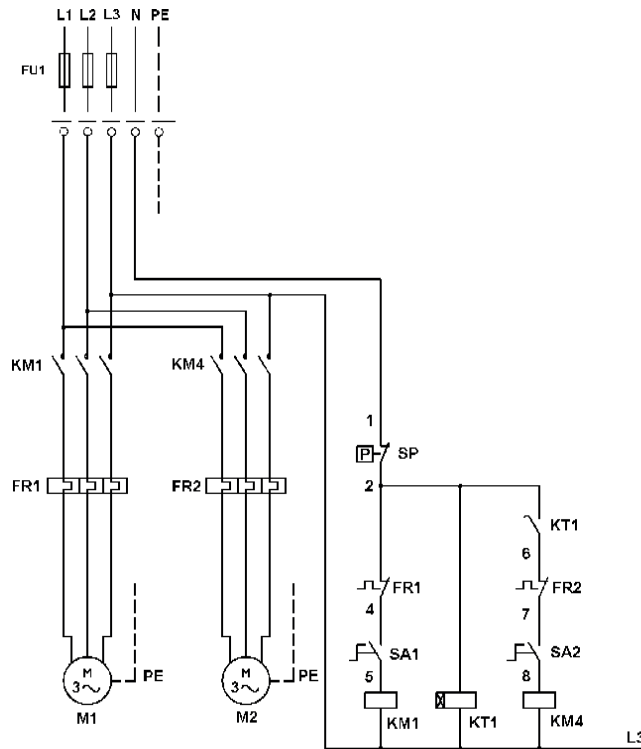 L1 L2 L3 N PE
FU1
KM1 KM4
1
P SP
2
FR1 FR2
KT1
6
FR1 FR2
4 7
SA1 SA2
5 8
M 3~ PE M 3~ PE
KM1 KT1 KM4
M1 M2
L3